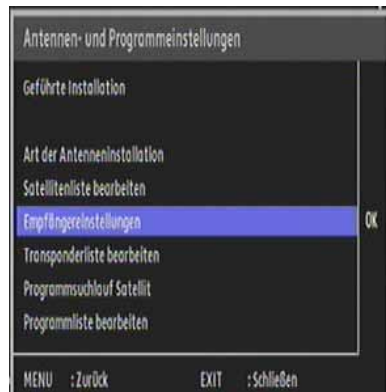 Antennen- und Programmeinstellungen
Geführte Installation
Art der Antenneninstallation
Satellitenliste bearbeiten
Empfängereinstellungen
OK
Transponderliste bearbeiten
Programmsuchlauf Satellit
Programmliste bearbeiten
MENU : Zurück EXIT : Schließen